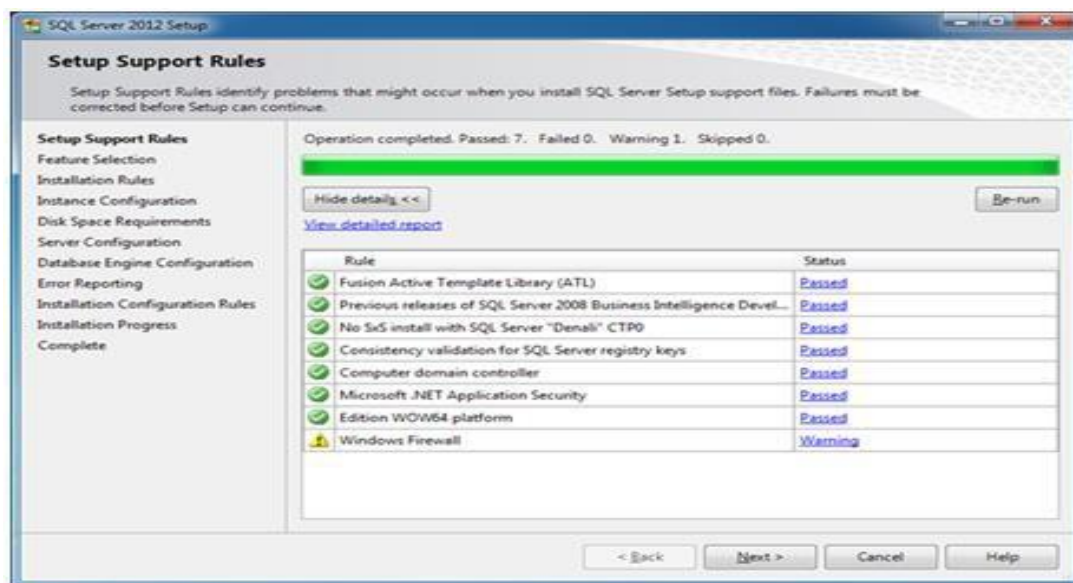 SQL Server 2012 Setup
Setup Support Rules
Setup Support Rules identify problems that might occur when you install SQL Server Setup support files. Failures must be
corrected before Setup can continue.
Setup Support Rules
Feature Selection
Installation Rules
Instance Configuration
Disk Space Requirements
Server Configuration
Database Engine Configuration
Error Reporting
Installation Configuration Rules
Installation Progress
Complete
Operation completed. Passed: 7. Failed 0. Warning 1. Skipped 0.
Hide details <<
Re-run
View detailed report
Rule Status
Fusion Active Template Library (ATL) Passed
Previous releases of SQL Server 2008 Business Intelligence Devel... Passed
No SxS install with SQL Server "Denali" CTP0 Passed
Consistency validation for SQL Server registry keys Passed
Computer domain controller Passed
Microsoft .NET Application Security Passed
Edition WOW64 platform Passed
Windows Firewall Warning
< Back Next > Cancel Help